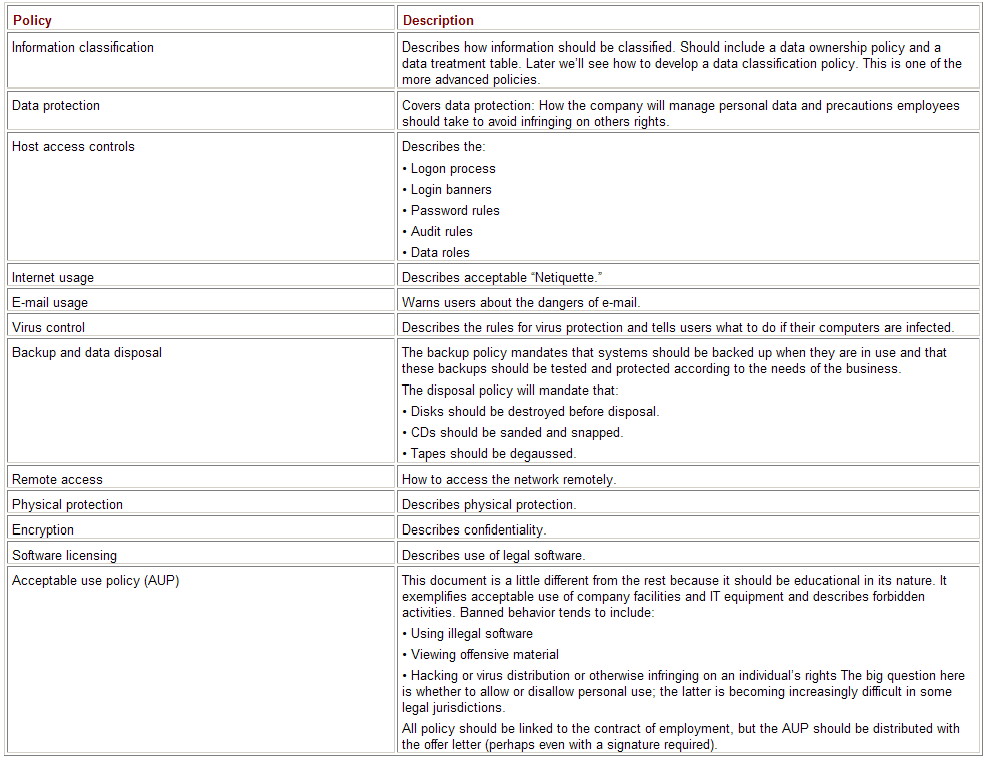 Policy
Description
Information classification
Describes how information should be classified. Should include a data ownership policy and a
data treatment table. Later we'll see how to develop a data classification policy. This is one of the
more advanced policies.
Data protection
Covers data protection: How the company will manage personal data and precautions employees
should take to avoid infringing on others rights.
Host access controls
Describes the:
• Logon process
• Login banners
• Password rules
• Audit rules
• Data roles
Internet usage
Describes acceptable “Netiquette.”
E-mail usage
Warns users about the dangers of e-mail.
Virus control
Describes the rules for virus protection and tells users what to do if their computers are infected.
Backup and data disposal
The backup policy mandates that systems should be backed up when they are in use and that
these backups should be tested and protected according to the needs of the business.
The disposal policy will mandate that:
• Disks should be destroyed before disposal.
• CDs should be sanded and snapped.
• Tapes should be degaussed.
Remote access
How to access the network remotely.
Physical protection
Describes physical protection.
Encryption
Describes confidentiality.
Software licensing
Describes use of legal software.
Acceptable use policy (AUP)
This document is a little different from the rest because it should be educational in its nature. It
exemplifies acceptable use of company facilities and IT equipment and describes forbidden
activities. Banned behavior tends to include:
• Using illegal software
• Viewing offensive material
• Hacking or virus distribution or otherwise infringing on an individual's rights The big question here
is whether to allow or disallow personal use; the latter is becoming increasingly difficult in some
legal jurisdictions.
All policy should be linked to the contract of employment, but the AUP should be distributed with
the offer letter (perhaps even with a signature required).